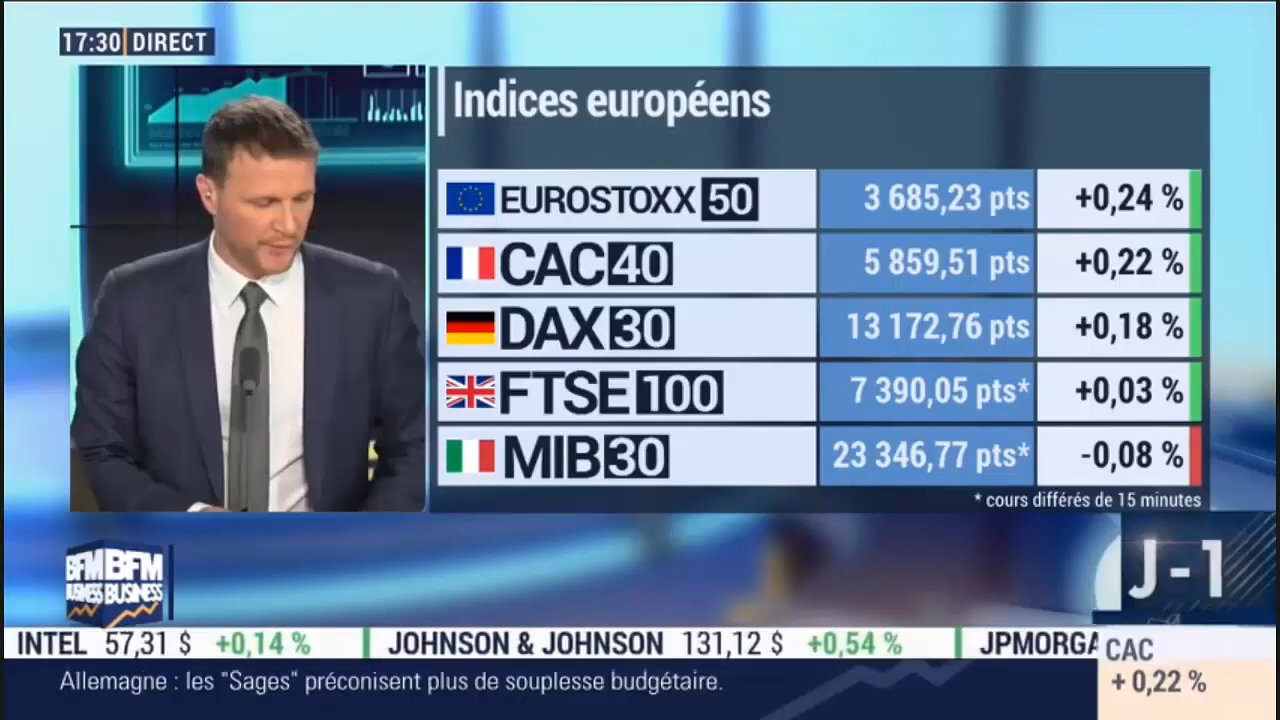 17:30 DIRECT
Indices européens
EUROSTOXX 50 3 685,23 pts +0,24 %
CAC 40 5 859,51 pts +0,22 %
DAX 30 13 172,76 pts +0,18 %
FTSE 100 7 390,05 pts* +0,03 %
MIB 30 23 346,77 pts* -0,08 %
* cours différés de 15 minutes
BFM BFM
BUSINESS BUSINESS
J-1
INTEL 57,31 $ +0,14 % JOHNSON & JOHNSON 131,12 $ +0,54 % JPMORGA
CAC
+ 0,22 %
Allemagne : les "Sages" préconisent plus de souplesse budgétaire.